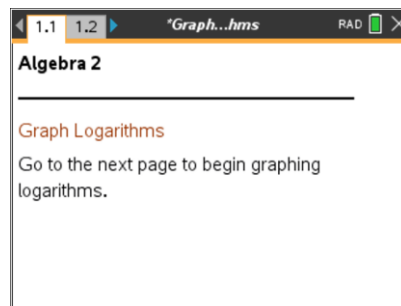 1.1 1.2 *Graph...hms RAD
Algebra 2
Graph Logarithms
Go to the next page to begin graphing
logarithms.